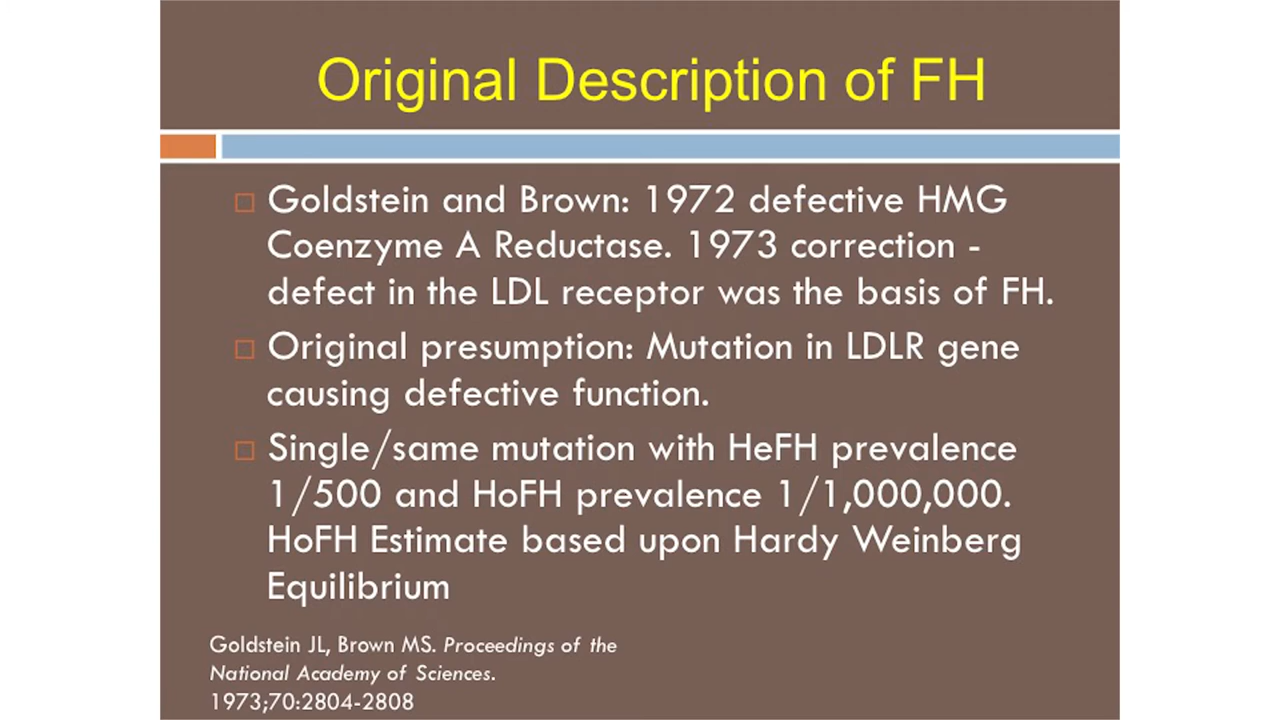 Original Description of FH
Goldstein and Brown: 1972 defective HMG
Coenzyme A Reductase. 1973 correction -
defect in the LDL receptor was the basis of FH.
Original presumption: Mutation in LDLR gene
causing defective function.
Single/same mutation with HeFH prevalence
1/500 and HoFH prevalence 1/1,000,000.
HoFH Estimate based upon Hardy Weinberg
Equilibrium
Goldstein JL, Brown MS. Proceedings of the
National Academy of Sciences.
1973;70:2804-2808